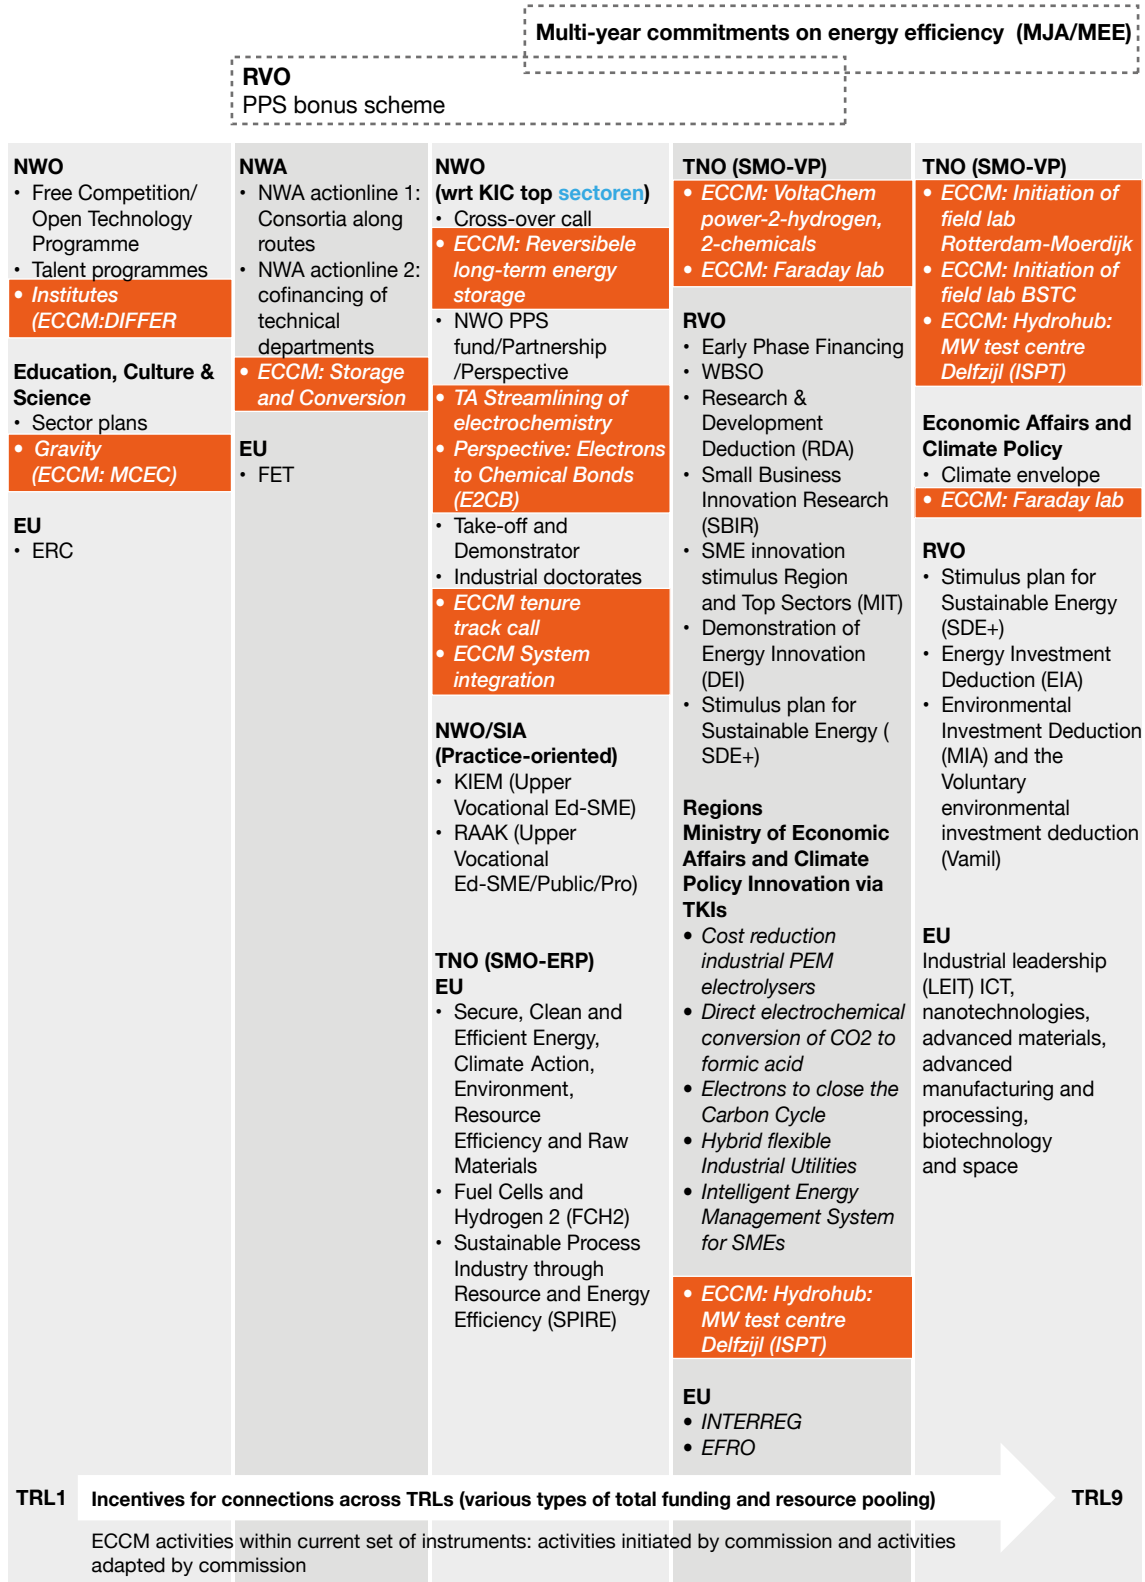 Multi-year commitments on energy efficiency (MJA/MEE)
RVO
PPS bonus scheme
NWO
• Free Competition/
Open Technology
Programme
• Talent programmes
• Institutes
(ECCM:DIFFER
Education, Culture &
Science
• Sector plans
• Gravity
(ECCM: MCEC)
EU
• ERC
NWA
• NWA actionline 1:
Consortia along
routes
• NWA actionline 2:
cofinancing of
technical
departments
• ECCM: Storage
and Conversion
EU
• FET
NWO
(wrt KIC top sectoren)
• Cross-over call
• ECCM: Reversibele
long-term energy
storage
• NWO PPS
fund/Partnership
/Perspective
• TA Streamlining of
electrochemistry
• Perspective: Electrons
to Chemical Bonds
(E2CB)
• Take-off and
Demonstrator
• Industrial doctorates
• ECCM tenure
track call
• ECCM System
integration
NWO/SIA
(Practice-oriented)
• KIEM (Upper
Vocational Ed-SME)
• RAAK (Upper
Vocational
Ed-SME/Public/Pro)
TNO (SMO-ERP)
EU
• Secure, Clean and
Efficient Energy,
Climate Action,
Environment,
Resource
Efficiency and Raw
Materials
• Fuel Cells and
Hydrogen 2 (FCH2)
• Sustainable Process
Industry through
Resource and Energy
Efficiency (SPIRE)
TNO (SMO-VP)
• ECCM: VoltaChem
power-2-hydrogen,
2-chemicals
• ECCM: Faraday lab
RVO
• Early Phase Financing
• WBSO
• Research &
Development
Deduction (RDA)
• Small Business
Innovation Research
(SBIR)
• SME innovation
stimulus Region
and Top Sectors (MIT)
• Demonstration of
Energy Innovation
(DEI)
• Stimulus plan for
Sustainable Energy (
SDE+)
Regions
Ministry of Economic
Affairs and Climate
Policy Innovation via
TKIs
• Cost reduction
industrial PEM
electrolysers
• Direct electrochemical
conversion of CO2 to
formic acid
• Electrons to close the
Carbon Cycle
• Hybrid flexible
Industrial Utilities
• Intelligent Energy
Management System
for SMEs
• ECCM: Hydrohub:
MW test centre
Delfzijl (ISPT)
EU
• INTERREG
• EFRO
TNO (SMO-VP)
• ECCM: Initiation of
field lab
Rotterdam-Moerdijk
• ECCM: Initiation of
field lab BSTC
• ECCM: Hydrohub:
MW test centre
Delfzijl (ISPT)
Economic Affairs and
Climate Policy
• Climate envelope
• ECCM: Faraday lab
RVO
• Stimulus plan for
Sustainable Energy
(SDE+)
• Energy Investment
Deduction (EIA)
• Environmental
Investment Deduction
(MIA) and the
Voluntary
environmental
investment deduction
(Vamil)
EU
Industrial leadership
(LEIT) ICT,
nanotechnologies,
advanced materials,
advanced
manufacturing and
processing,
biotechnology
and space
TRL1
Incentives for connections across TRLs (various types of total funding and resource pooling)
TRL9
ECCM activities within current set of instruments: activities initiated by commission and activities
adapted by commission